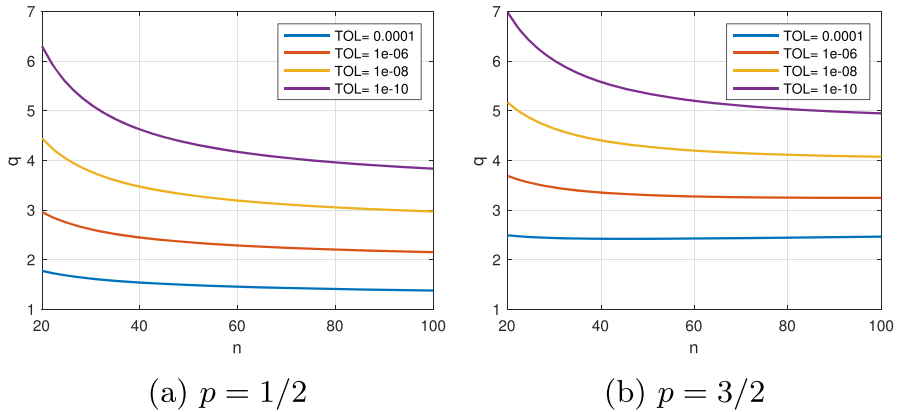 7
6
5
4
3
2
1
q
20 40 60 80 100
n
TOL= 0.0001
TOL= 1e-06
TOL= 1e-08
TOL= 1e-10
(a) p = 1/2
7
6
5
4
3
2
1
q
20 40 60 80 100
n
TOL= 0.0001
TOL= 1e-06
TOL= 1e-08
TOL= 1e-10
(b) p = 3/2